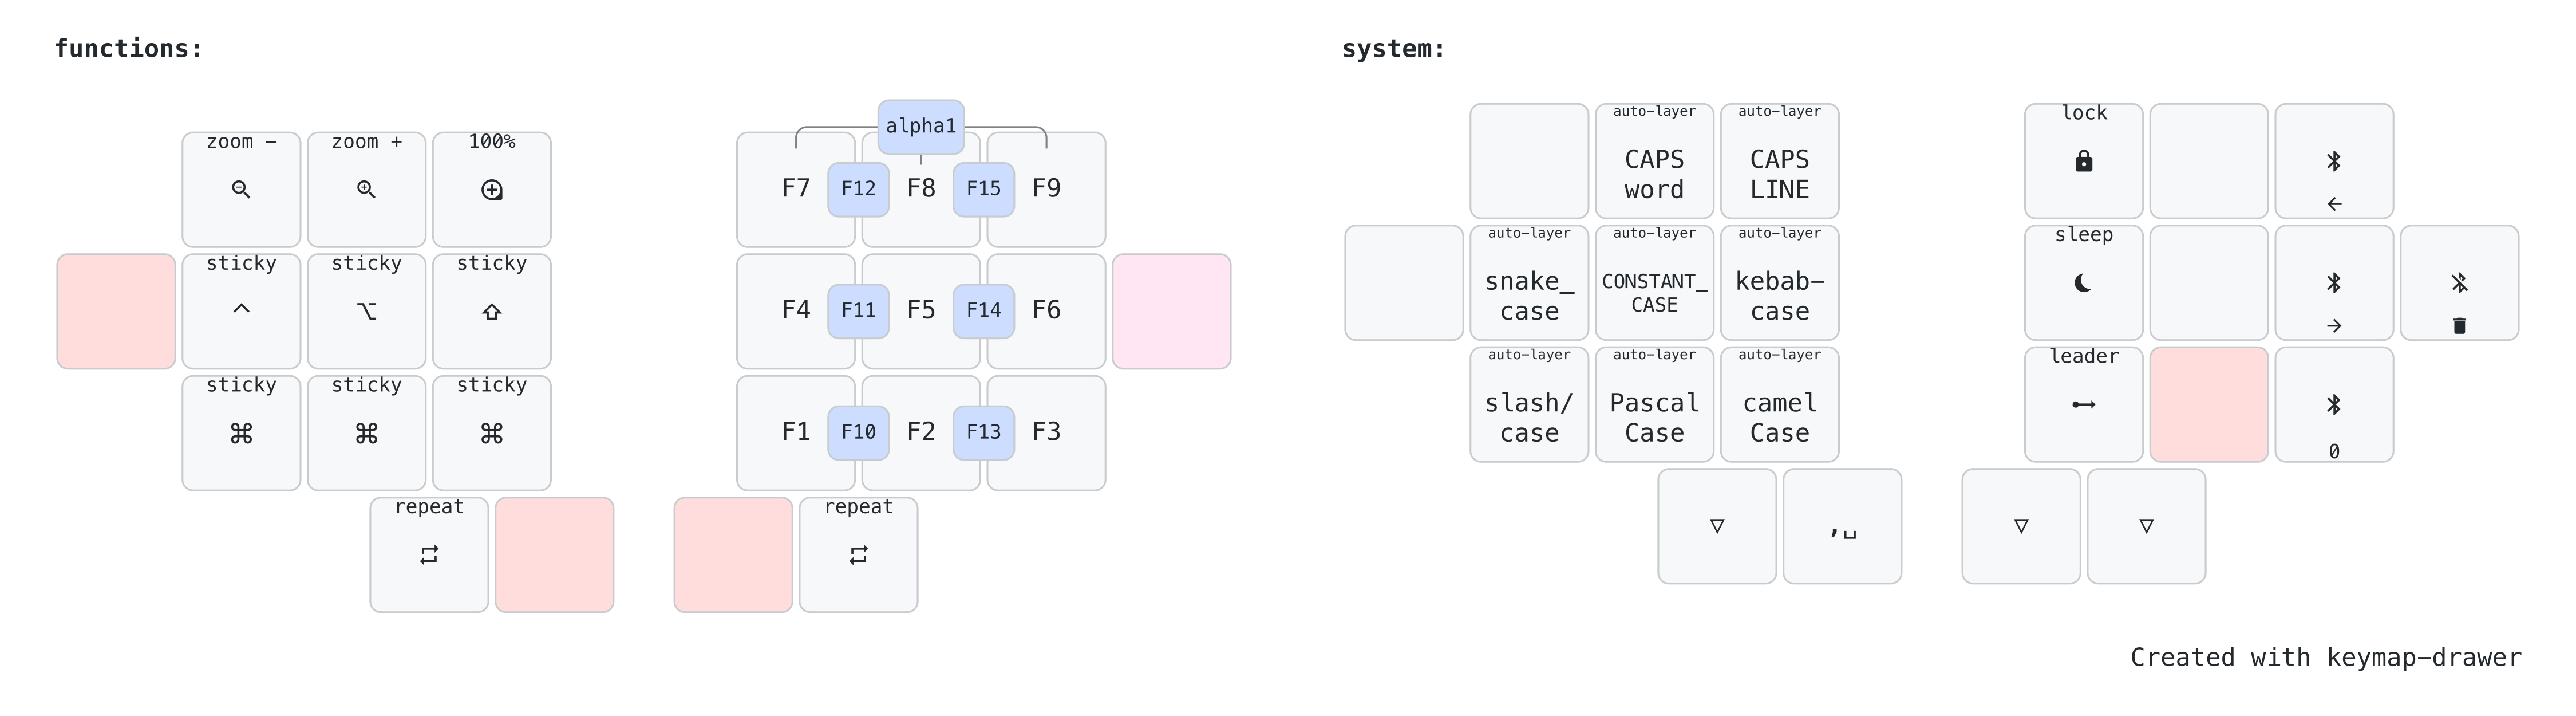 functions:
system:
alpha1
auto-layer auto-layer lock
zoom − zoom + 100%
CAPS word
CAPS LINE
F7 F12 F8 F15 F9
←
sticky sticky sticky
auto-layer auto-layer auto-layer sleep
^ ⌥ ⇧
F4 F11 F5 F14 F6
snake_ case
CONSTANT_ CASE
kebab- case
→
sticky sticky sticky
auto-layer auto-layer auto-layer leader
⌘ ⌘ ⌘
F1 F10 F2 F13 F3
slash/ case
Pascal Case
camel Case
0
repeat repeat
▽ ,␣ ▽ ▽
Created with keymap-drawer